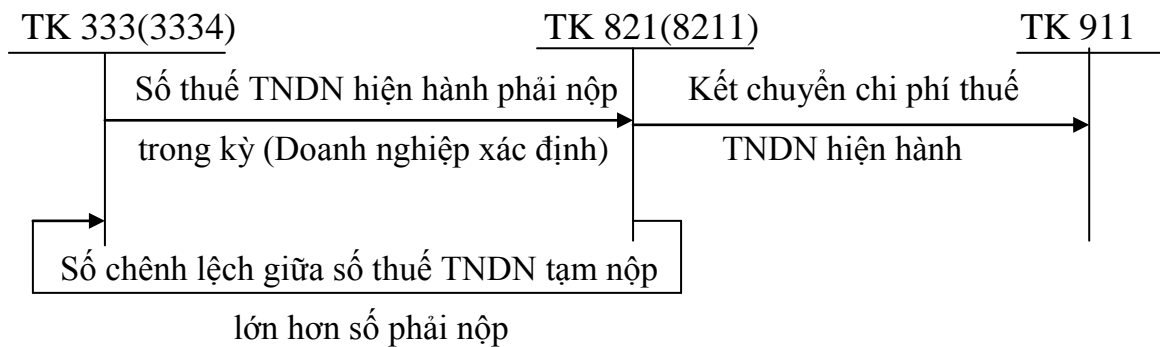 TK 333(3334)
TK 821(8211)
TK 911
Số thuế TNDN hiện hành phải nộp
trong kỳ (Doanh nghiệp xác định)
Kết chuyển chi phí thuế
TNDN hiện hành
Số chênh lệch giữa số thuế TNDN tạm nộp
lớn hơn số phải nộp